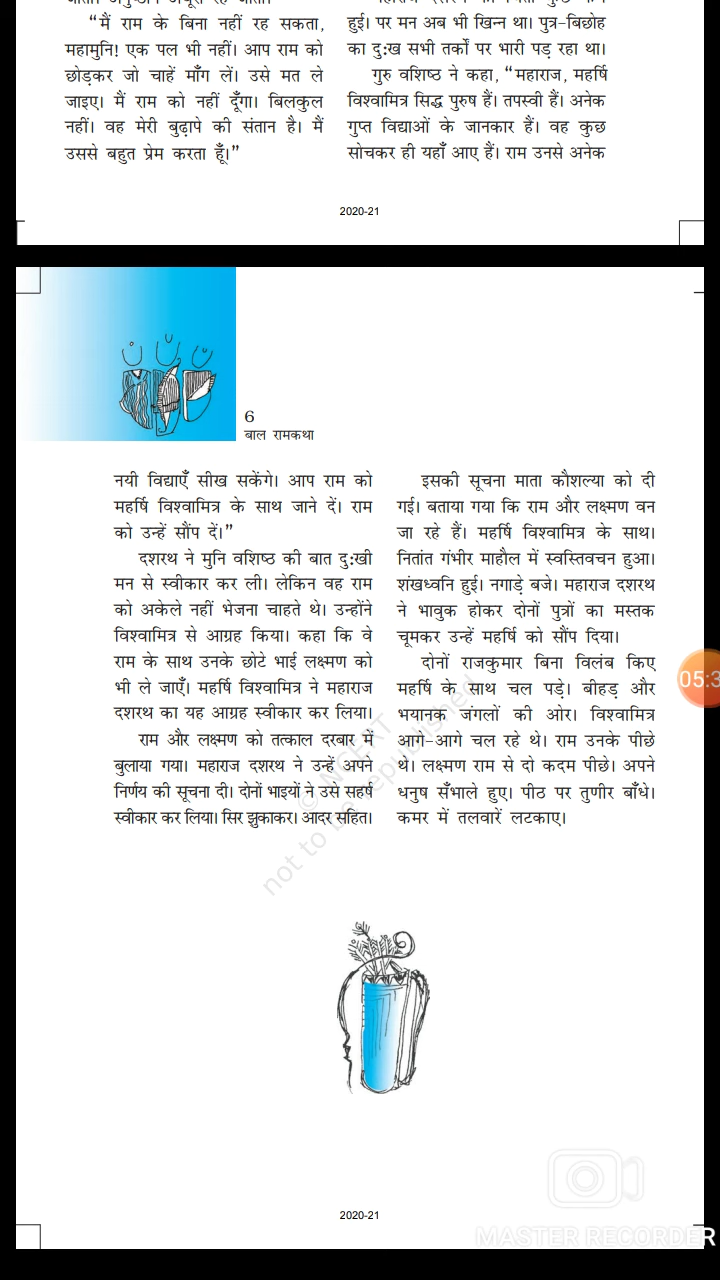 "मैं राम के बिना नहीं रह सकता,
महामुनि! एक पल भी नहीं। आप राम को
छोड़कर जो चाहें माँग लें। उसे मत ले
जाइए। मैं राम को नहीं दूँगा। बिलकुल
नहीं। वह मेरी बुढ़ापे की संतान है। मैं
उससे बहुत प्रेम करता हूँ।"
हुई। पर मन अब भी खिन्न था। पुत्र-बिछोह
का दु:ख सभी तर्कों पर भारी पड़ रहा था।
गुरु वशिष्ठ ने कहा, "महाराज, महर्षि
विश्वामित्र सिद्ध पुरुष हैं। तपस्वी हैं। अनेक
गुप्त विद्याओं के जानकार हैं। वह कुछ
सोचकर ही यहाँ आए हैं। राम उनसे अनेक
2020-21
6
बाल रामकथा
नयी विद्याएँ सीख सकेंगे। आप राम को
महर्षि विश्वामित्र के साथ जाने दें। राम
को उन्हें सौंप दें।"
दशरथ ने मुनि वशिष्ठ की बात दु:खी
मन से स्वीकार कर ली। लेकिन वह राम
को अकेले नहीं भेजना चाहते थे। उन्होंने
विश्वामित्र से आग्रह किया। कहा कि वे
राम के साथ उनके छोटे भाई लक्ष्मण को
भी ले जाएँ। महर्षि विश्वामित्र ने महाराज
दशरथ का यह आग्रह स्वीकार कर लिया।
राम और लक्ष्मण को तत्काल दरबार में
बुलाया गया। महाराज दशरथ ने उन्हें अपने
निर्णय की सूचना दी। दोनों भाइयों ने उसे सहर्ष
स्वीकार कर लिया। सिर झुकाकर। आदर सहित।
इसकी सूचना माता कौशल्या को दी
गई। बताया गया कि राम और लक्ष्मण वन
जा रहे हैं। महर्षि विश्वामित्र के साथ।
नितांत गंभीर माहौल में स्वस्तिवचन हुआ।
शंखध्वनि हुई। नगाड़े बजे। महाराज दशरथ
ने भावुक होकर दोनों पुत्रों का मस्तक
चूमकर उन्हें महर्षि को सौंप दिया।
दोनों राजकुमार बिना विलंब किए
महर्षि के साथ चल पड़े। बीहड़ और
भयानक जंगलों की ओर। विश्वामित्र
आगे-आगे चल रहे थे। राम उनके पीछे
थे। लक्ष्मण राम से दो कदम पीछे। अपने
धनुष सँभाले हुए। पीठ पर तुणीर बाँधे।
कमर में तलवारें लटकाए।
© NCERT
not to be republished
05:3
2020-21
MASTER RECORDER